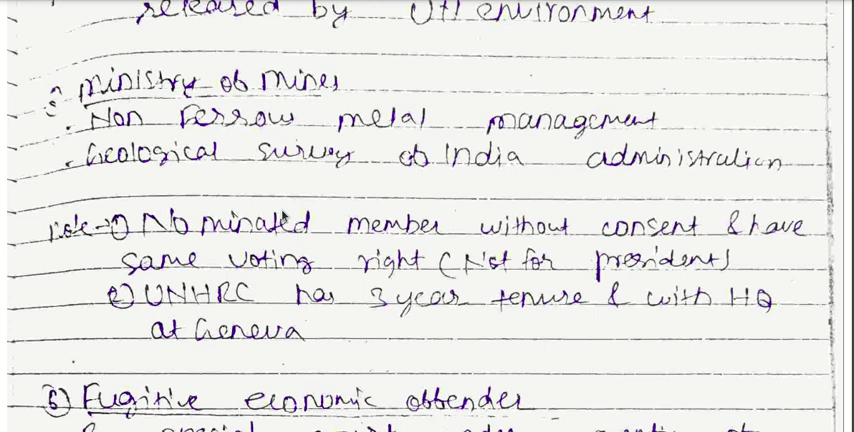 released by UN environment
5) Ministry of Mines
. Non Ferrous metal management
. Geological survey of India administration
Note→ 1) Nominated member without consent & have
same voting right (Not for president)
2) UNHRC has 3 year tenure & with HQ
at Geneva
6) Fugitive economic offender